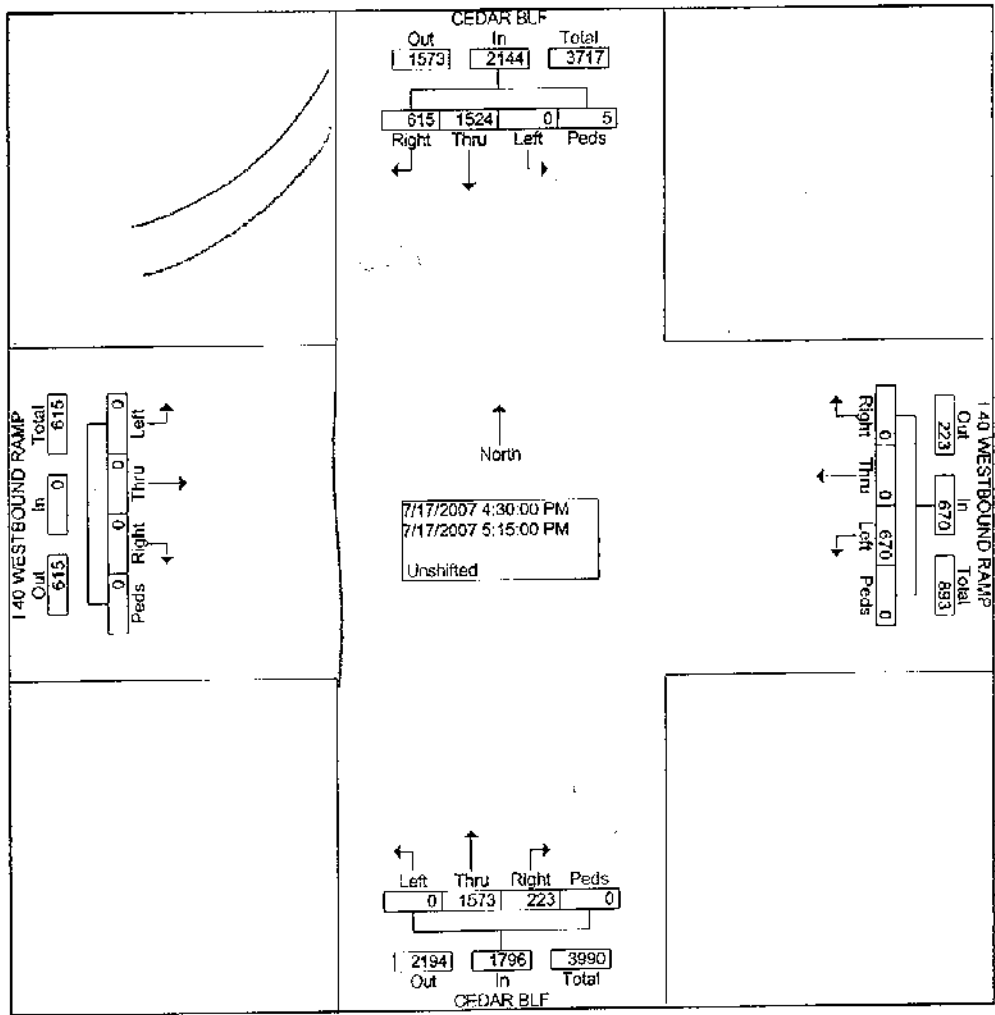 CEDAR BLF
Out In Total
1573 2144 3717
615 1524 0 5
Right Thru Left Peds
I 40 WESTBOUND RAMP
Total In Out
615 0 615
0 0 0 0
Left Thru Right Peds
North
7/17/2007 4:30:00 PM
7/17/2007 5:15:00 PM
Unshifted
I 40 WESTBOUND RAMP
Out In Total
223 670 893
0 0 670 0
Right Thru Left Peds
Left Thru Right Peds
0 1573 223 0
2194 1796 3990
Out In Total
CEDAR BLF